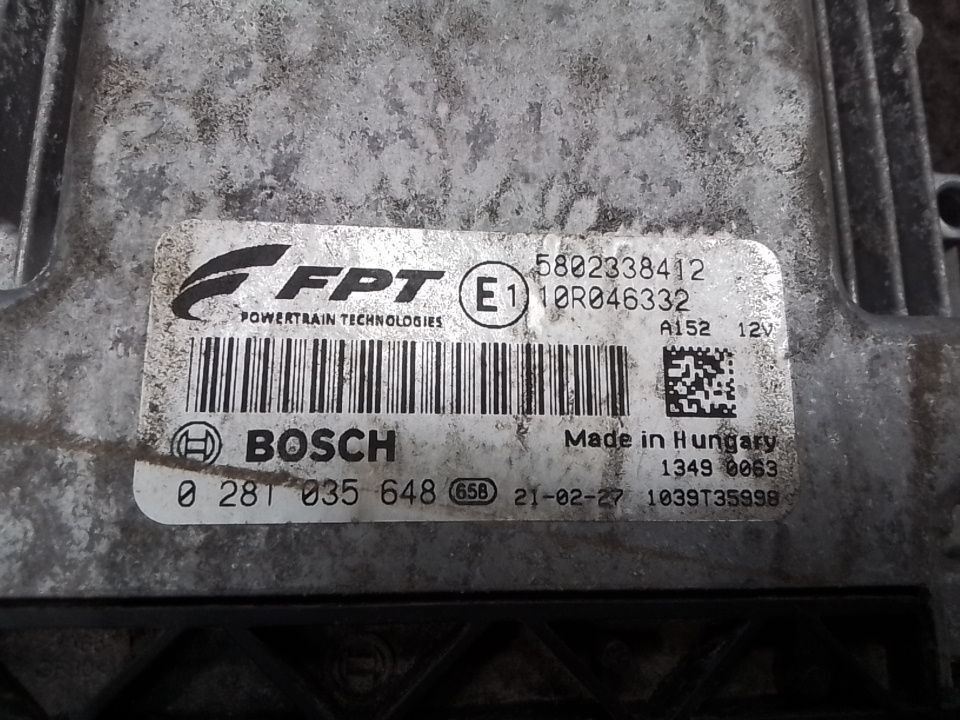 FPT
POWERTRAIN TECHNOLOGIES
E1
5802338412
10R046332
A152 12V
BOSCH
Made in Hungary
1349 0063
0 281 035 648 65B 21-02-27 1039T35998